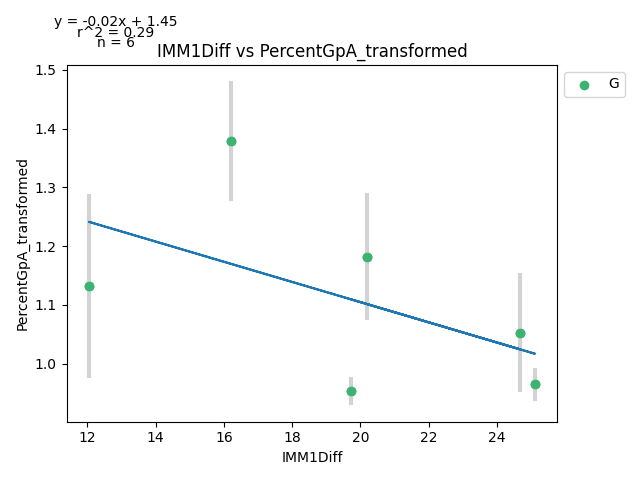 y = -0.02x + 1.45
r^2 = 0.29
n = 6
IMM1Diff vs PercentGpA_transformed
G
1.5
1.4
1.3
1.2
1.1
1.0
PercentGpA_transformed
12 14 16 18 20 22 24
IMM1Diff